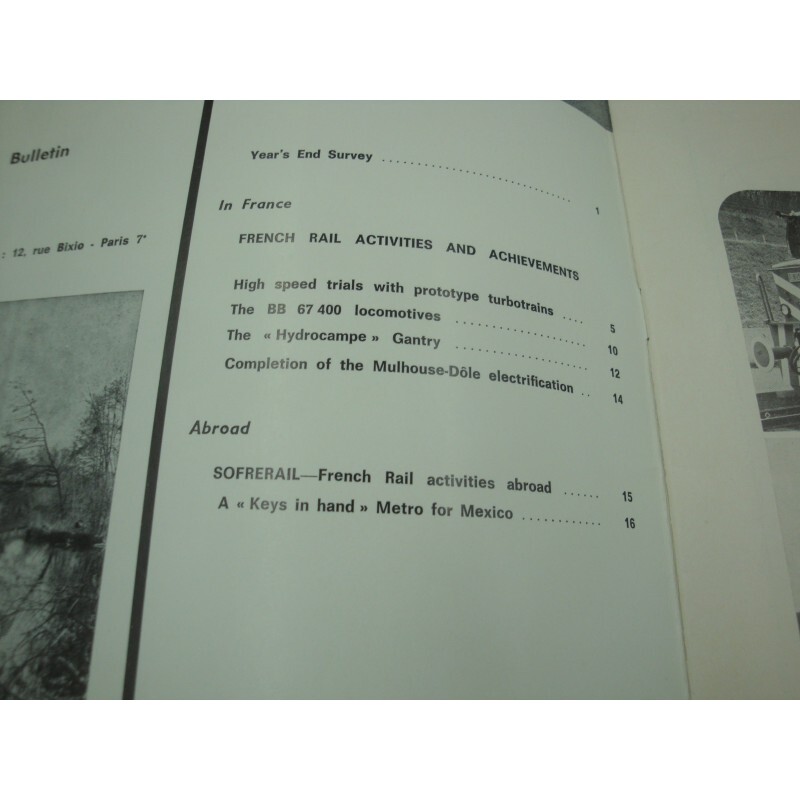 Bulletin
: 12, rue Bixio - Paris 7e
Year's End Survey .............................. 1
In France
FRENCH RAIL ACTIVITIES AND ACHIEVEMENTS
High speed trials with prototype turbotrains .... 5
The BB 67 400 locomotives .................... 10
The « Hydrocampe » Gantry .................... 12
Completion of the Mulhouse-Dôle electrification .. 14
Abroad
SOFRERAIL—French Rail activities abroad ...... 15
A « Keys in hand » Metro for Mexico ............ 16